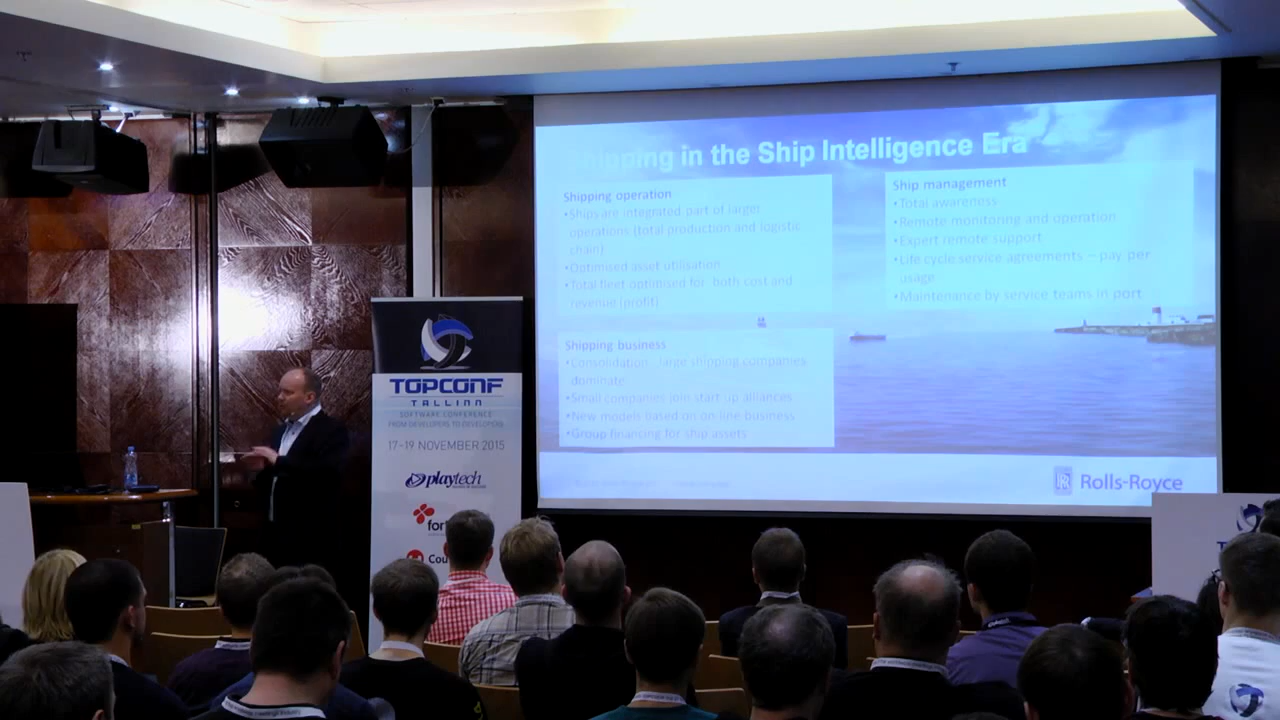 Shipping in the Ship Intelligence Era
Shipping operation
•Ships are integrated part of larger
operations (total production and logistic
chain)
•Optimised asset utilisation
•Total fleet optimised for both cost and
revenue (profit)
Ship management
•Total awareness
•Remote monitoring and operation
•Expert remote support
•Life cycle service agreements – pay per
usage
•Maintenance by service teams in port
Shipping business
•Consolidation - large shipping companies
dominate
•Small companies join start up alliances
•New models based on on-line business
•Group financing for ship assets
Rolls-Royce
TOPCONF
TALLINN
SOFTWARE CONFERENCE
FROM DEVELOPERS TO DEVELOPERS
17-19 NOVEMBER 2015
playtech